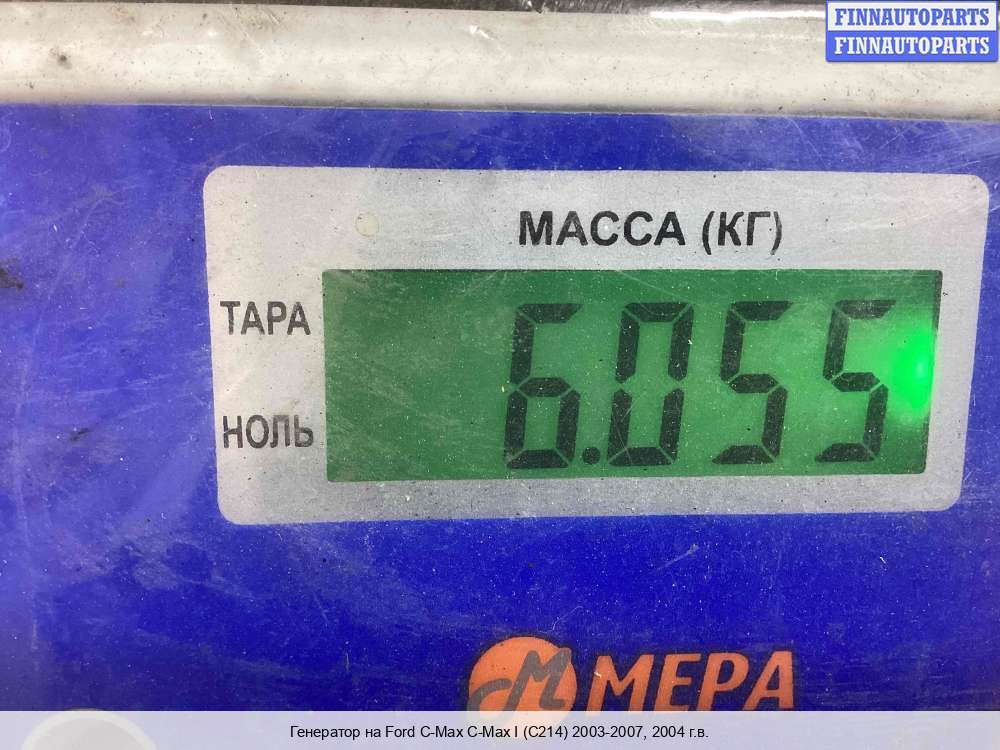 FINNAUTOPARTS
FINNAUTOPARTS
МАССА (КГ)
ТАРА
6.055
НОЛЬ
М МЕРА
Генератор на Ford C-Max C-Max I (C214) 2003-2007, 2004 г.в.